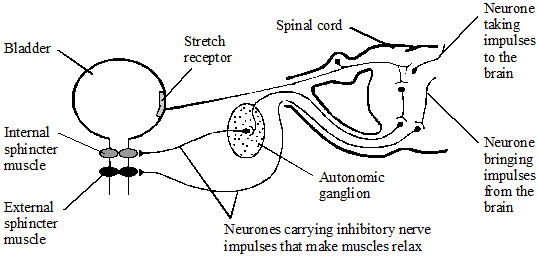 Neurone
taking
impulses
to the
brain
Spinal cord
Bladder
Stretch
receptor
Internal
sphincter
muscle
Neurone
bringing
impulses
from the
brain
Autonomic
ganglion
External
sphincter
muscle
Neurones carrying inhibitory nerve
impulses that make muscles relax